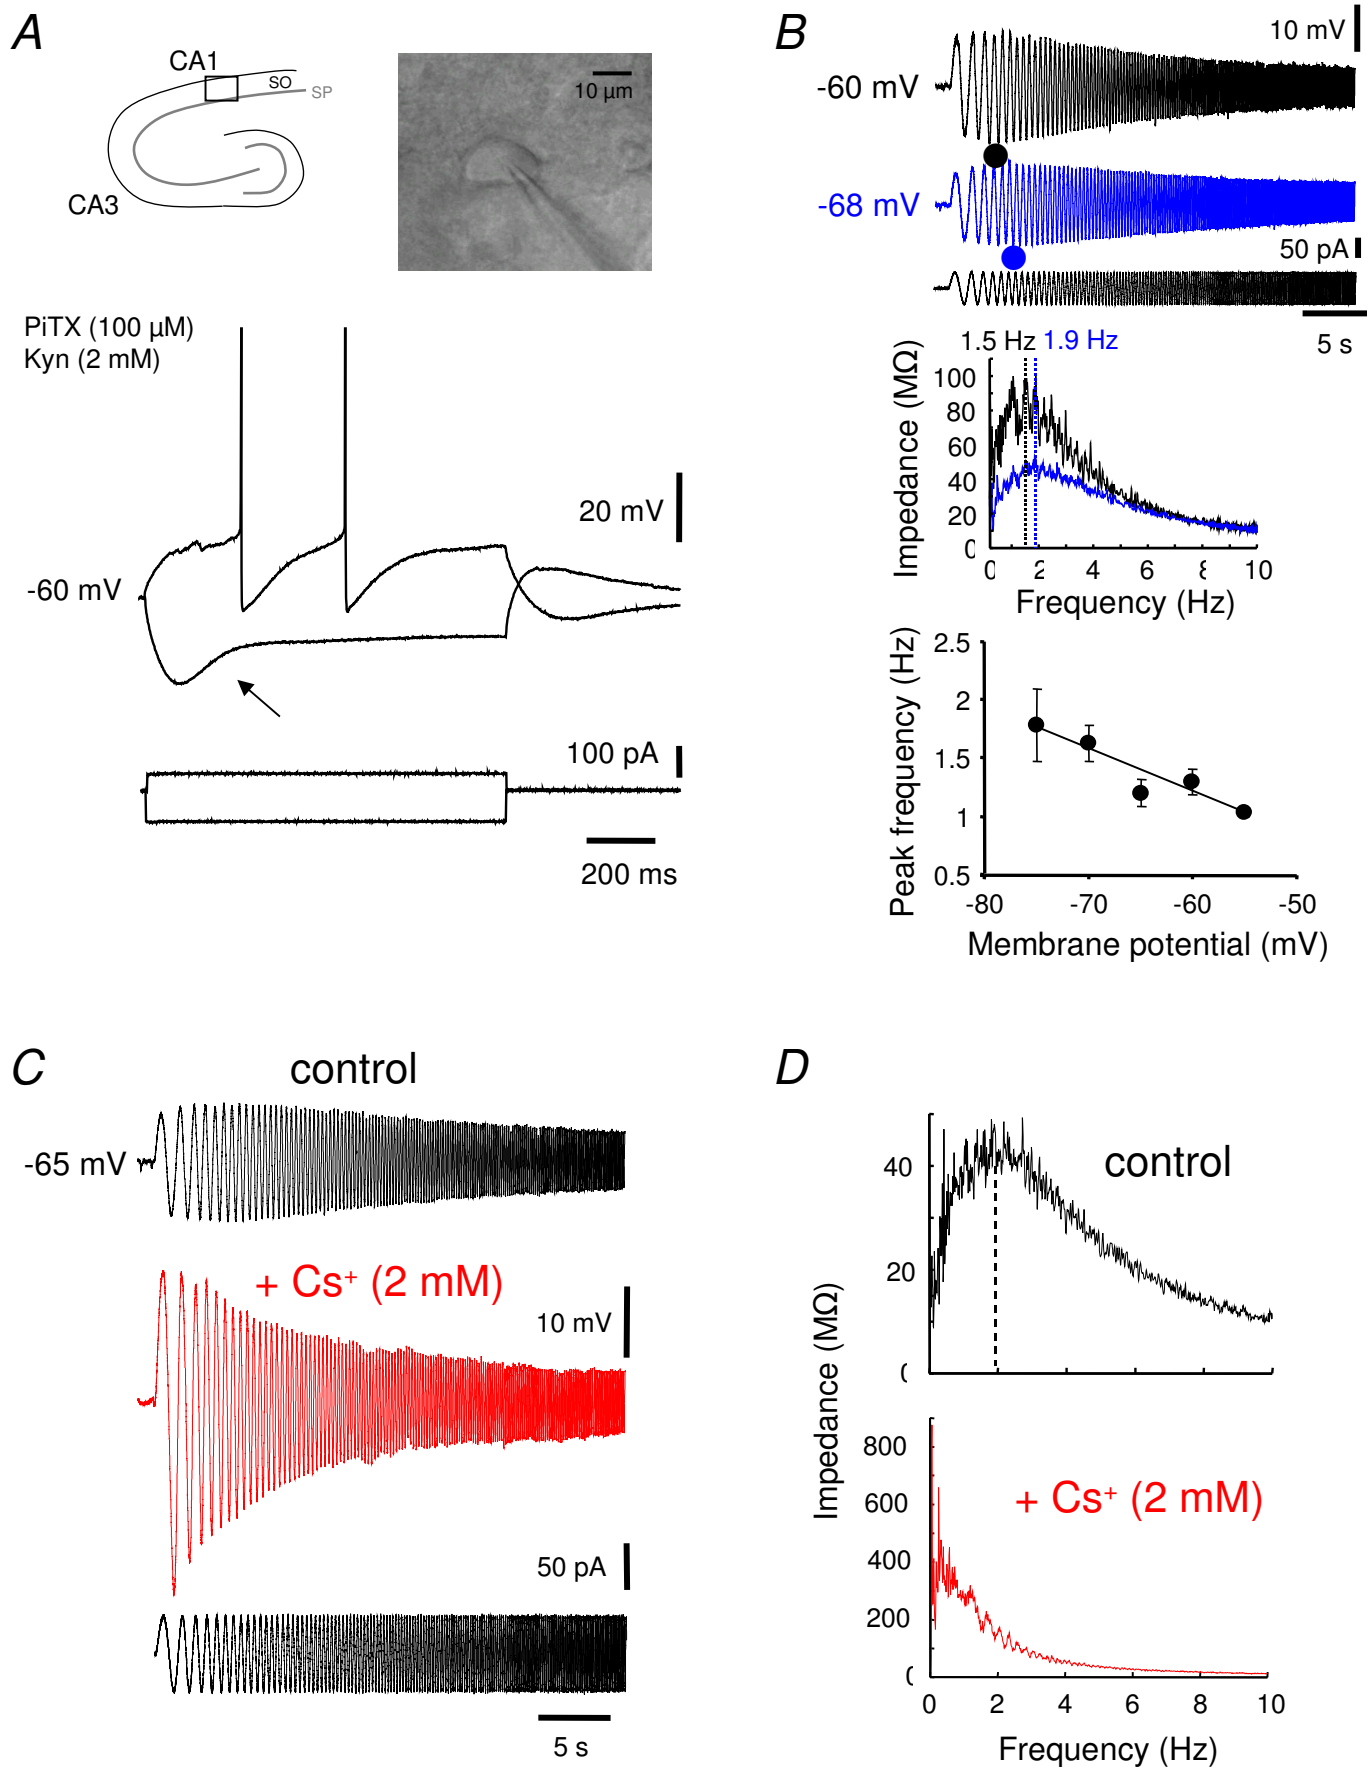 A
CA1
SO
SP
CA3
10 µm
PiTX (100 µM)
Kyn (2 mM)
20 mV
-60 mV
100 pA
200 ms
B
10 mV
-60 mV
-68 mV
50 pA
5 s
1.5 Hz 1.9 Hz
Impedance (MΩ)
100
80
60
40
20
0 2 4 6 8 10
Frequency (Hz)
Peak frequency (Hz)
2.5
2
1.5
1
0.5
-80 -70 -60 -50
Membrane potential (mV)
C
control
-65 mV
+ Cs⁺ (2 mM)
10 mV
50 pA
5 s
D
control
40
20
Impedance (MΩ)
800
600
400
200
+ Cs⁺ (2 mM)
0 2 4 6 8 10
Frequency (Hz)